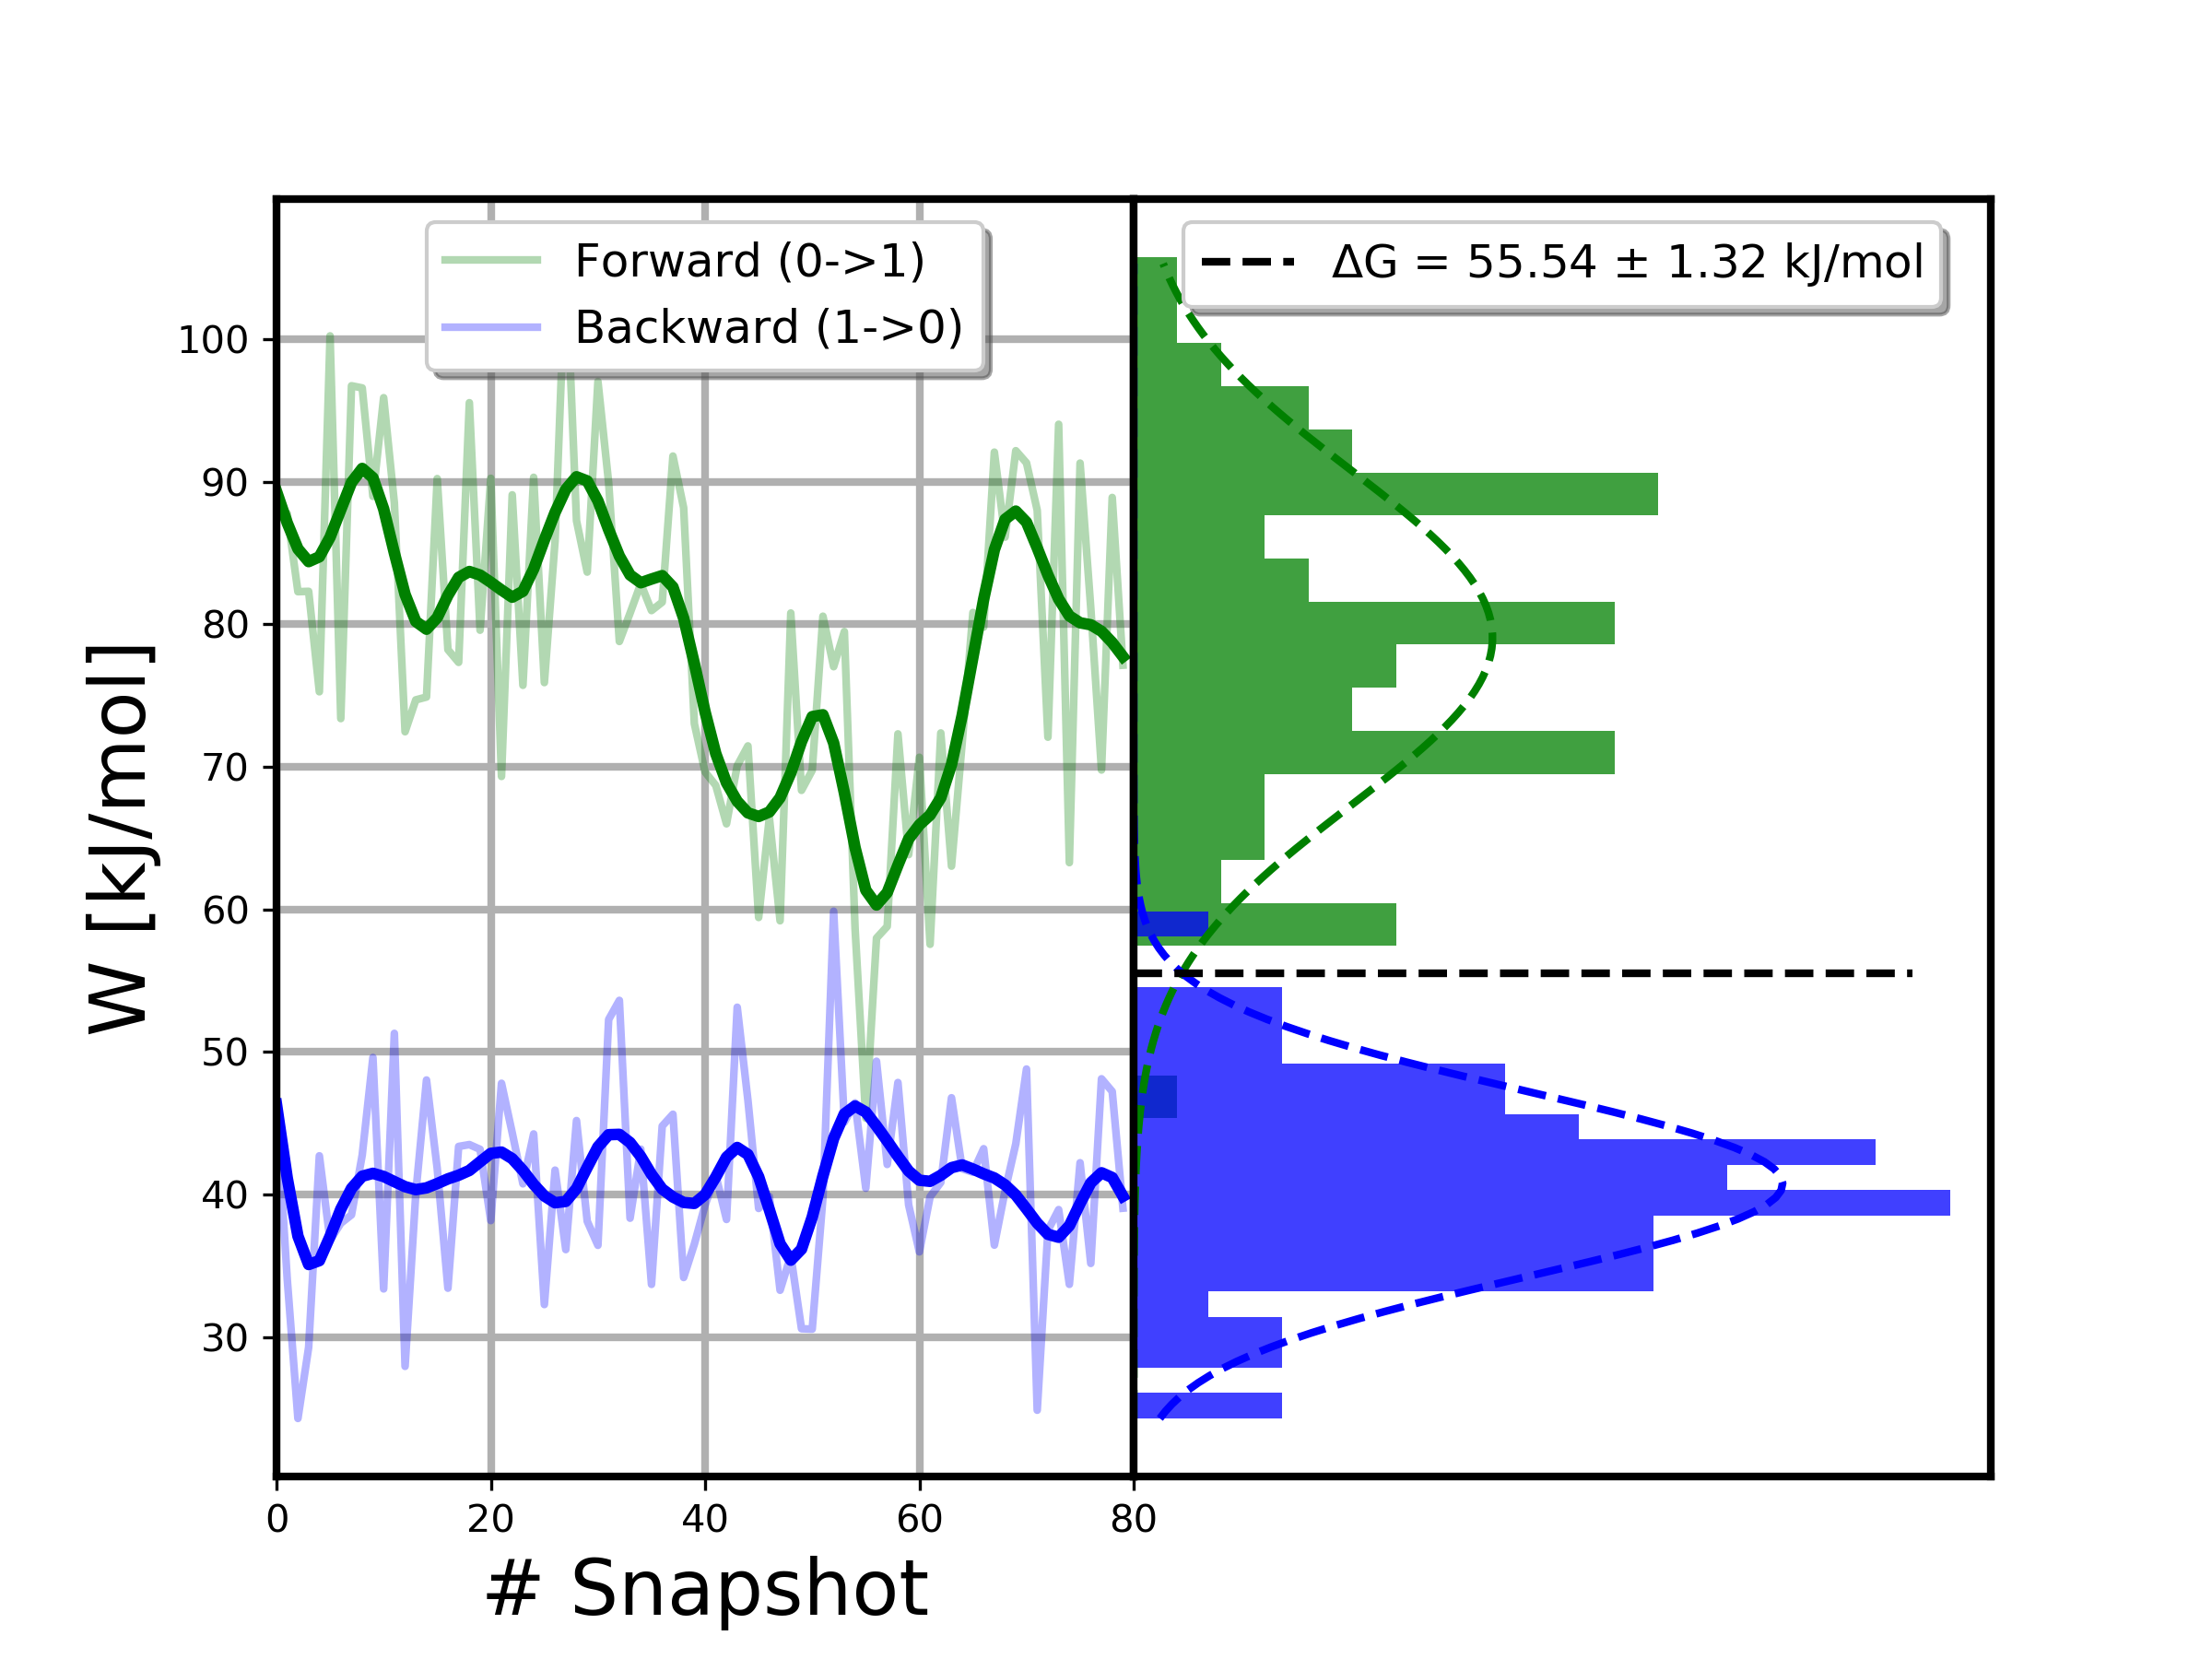 Forward (0->1)
Backward (1->0)
ΔG = 55.54 ± 1.32 kJ/mol
W [kJ/mol]
100
90
80
70
60
50
40
30
0 20 40 60 80
# Snapshot